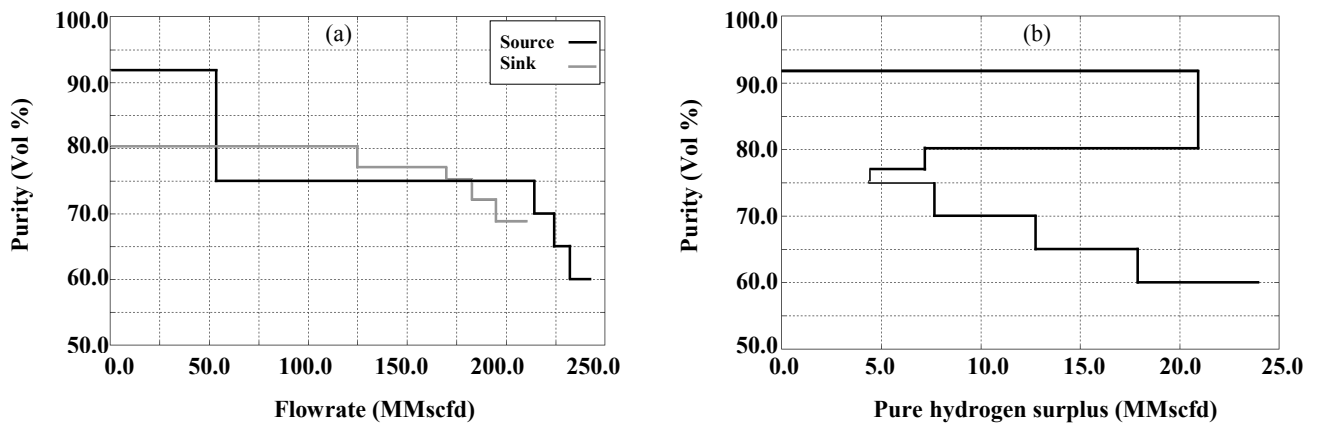 (a)
Source
Sink
Purity (Vol %)
100.0
90.0
80.0
70.0
60.0
50.0
0.0 50.0 100.0 150.0 200.0 250.0
Flowrate (MMscfd)
(b)
Purity (Vol %)
100.0
90.0
80.0
70.0
60.0
50.0
0.0 5.0 10.0 15.0 20.0 25.0
Pure hydrogen surplus (MMscfd)